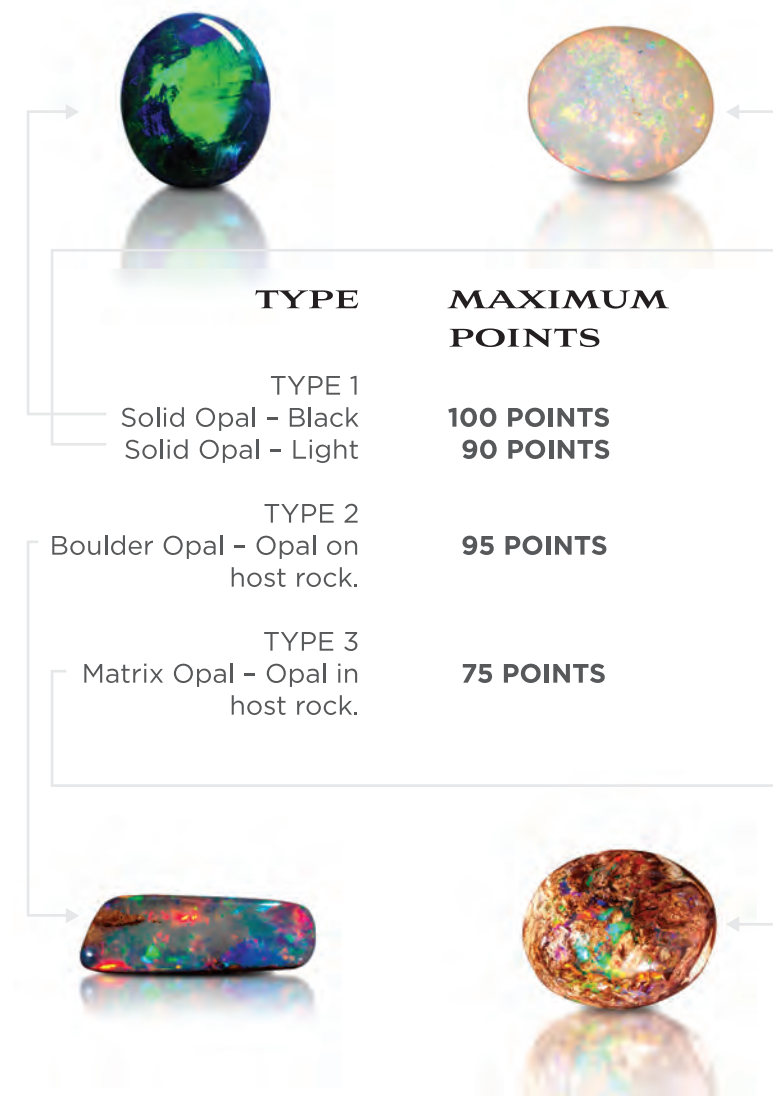 TYPE
MAXIMUM
POINTS
TYPE 1
Solid Opal – Black 100 POINTS
Solid Opal – Light 90 POINTS
TYPE 2
Boulder Opal – Opal on 95 POINTS
host rock.
TYPE 3
Matrix Opal – Opal in 75 POINTS
host rock.